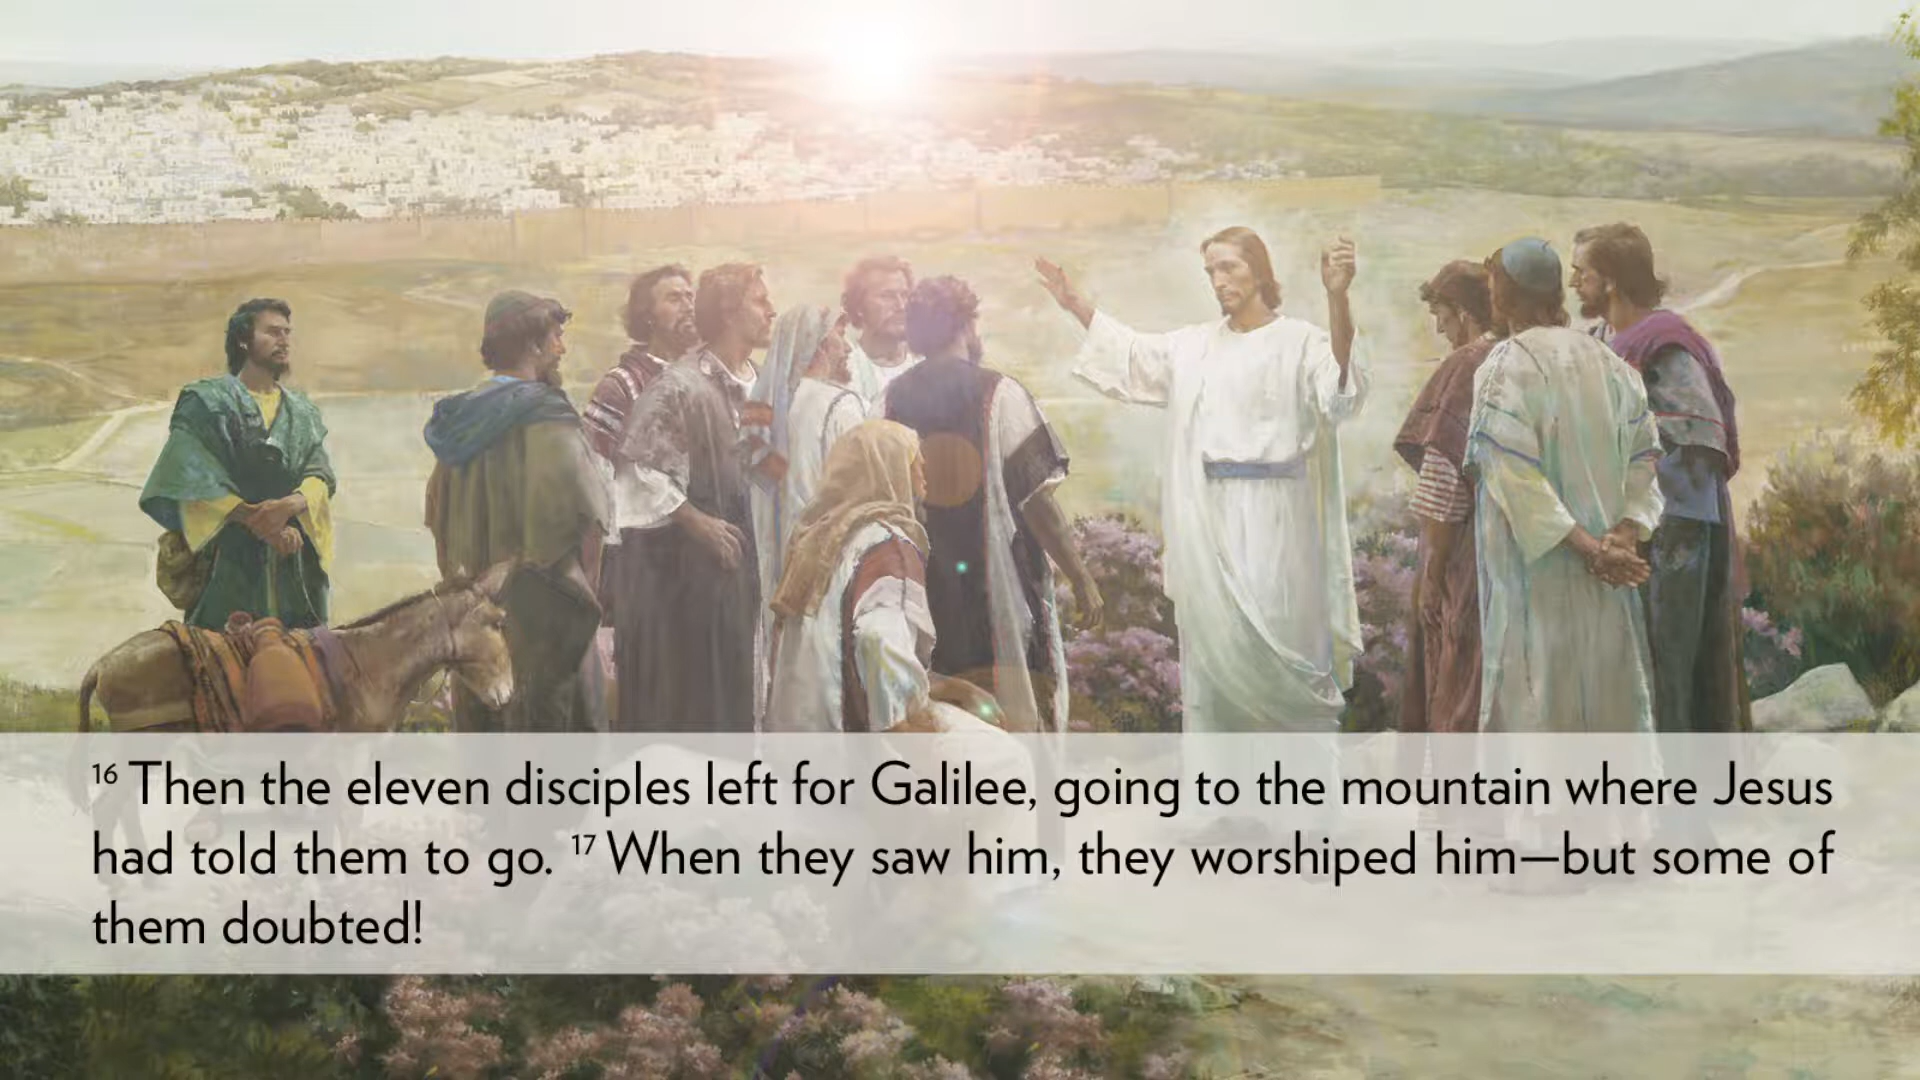 16 Then the eleven disciples left for Galilee, going to the mountain where Jesus
had told them to go. 17 When they saw him, they worshiped him—but some of
them doubted!